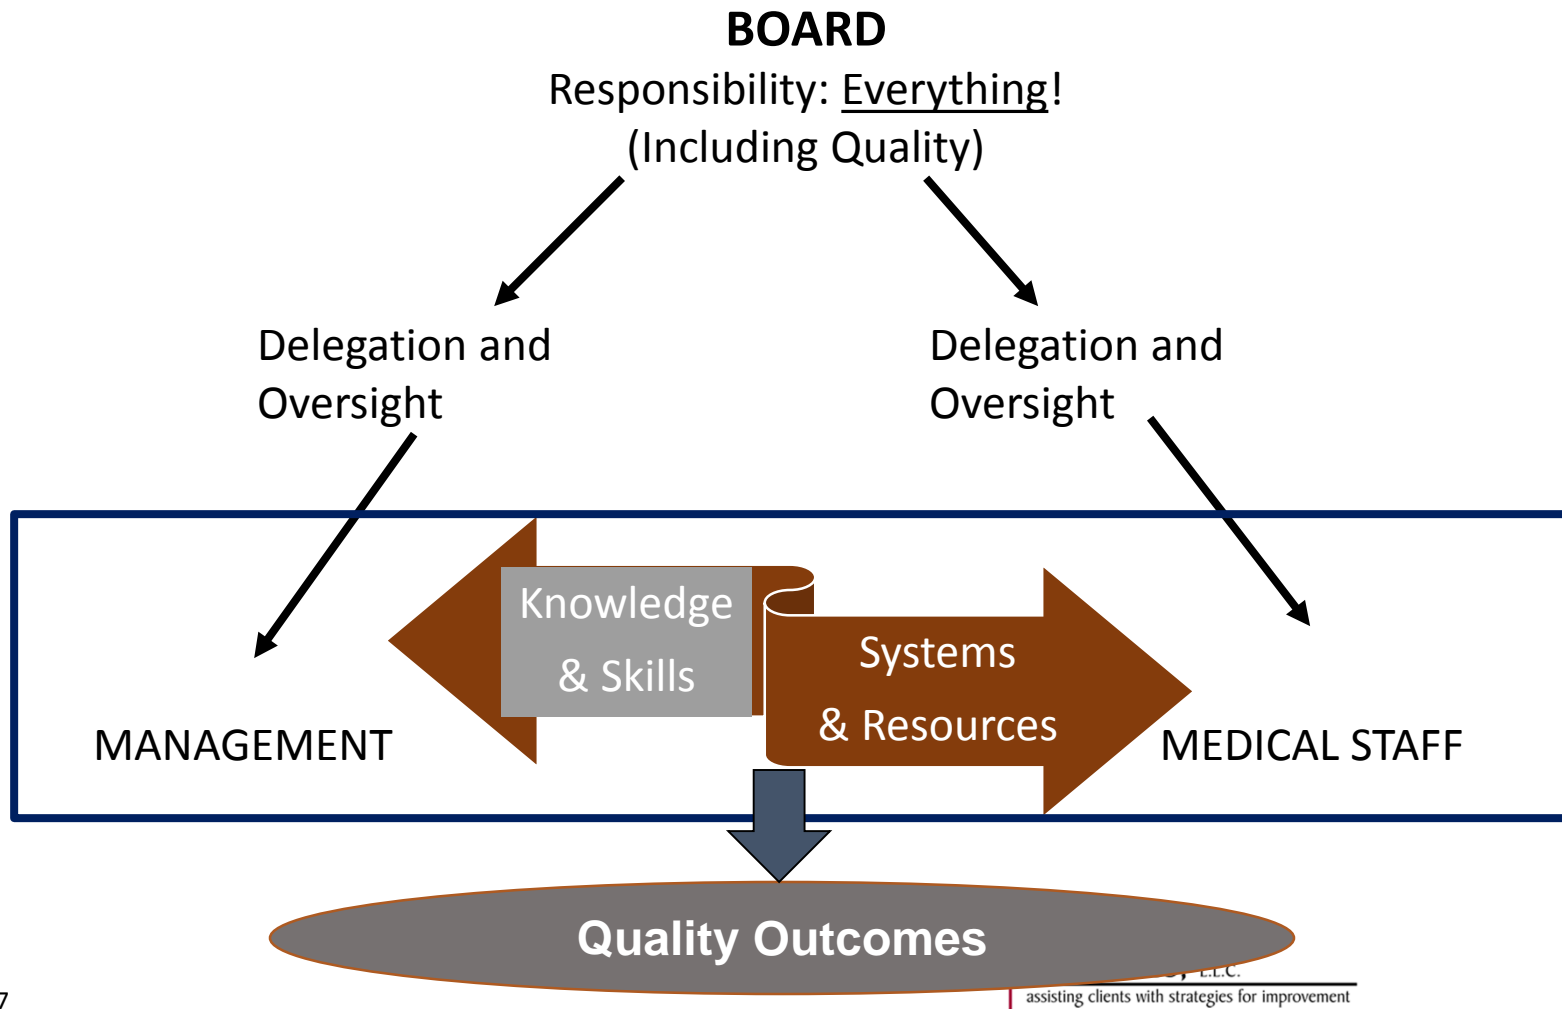 BOARD
Responsibility: Everything!
(Including Quality)
Delegation and
Oversight
Delegation and
Oversight
Knowledge
& Skills
Systems
& Resources
MANAGEMENT
MEDICAL STAFF
Quality Outcomes
L.L.C.
assisting clients with strategies for improvement
7